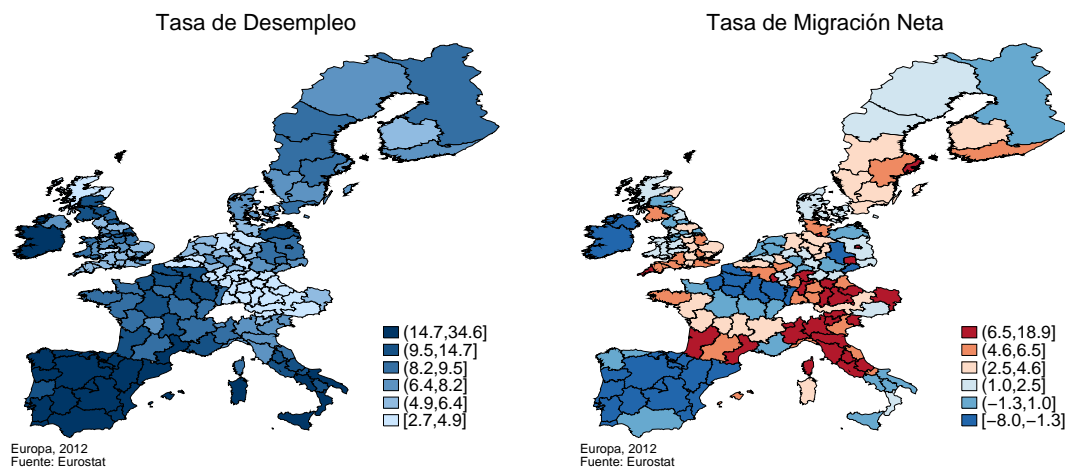 Tasa de Desempleo
(14.7,34.6]
(9.5,14.7]
(8.2,9.5]
(6.4,8.2]
(4.9,6.4]
[2.7,4.9]
Europa, 2012
Fuente: Eurostat
Tasa de Migración Neta
(6.5,18.9]
(4.6,6.5]
(2.5,4.6]
(1.0,2.5]
(−1.3,1.0]
[−8.0,−1.3]
Europa, 2012
Fuente: Eurostat